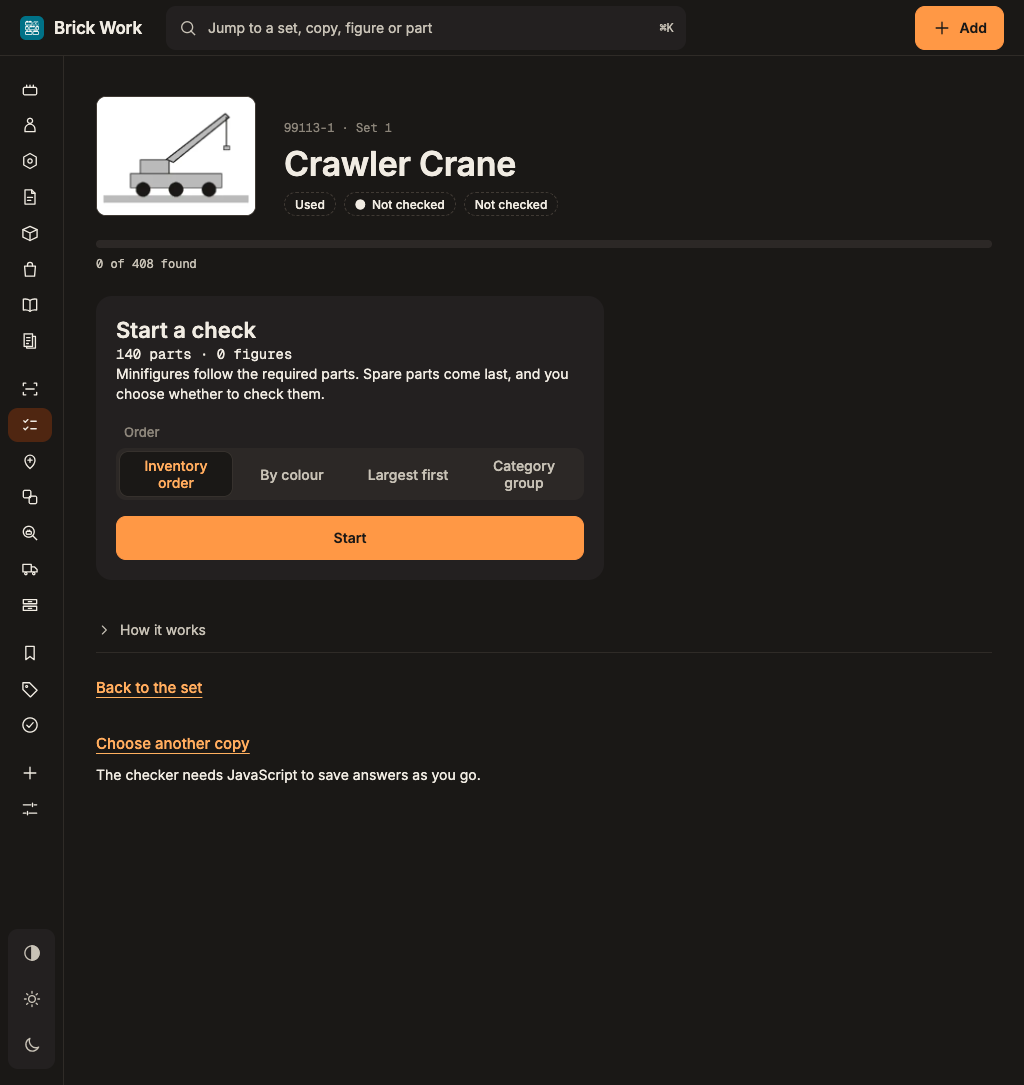 Brick Work
Jump to a set, copy, figure or part
⌘K
Add
99113-1 · Set 1
Crawler Crane
Used
Not checked
Not checked
0 of 408 found
Start a check
140 parts · 0 figures
Minifigures follow the required parts. Spare parts come last, and you
choose whether to check them.
Order
Inventory
order
By colour
Largest first
Category
group
Start
How it works
Back to the set
Choose another copy
The checker needs JavaScript to save answers as you go.